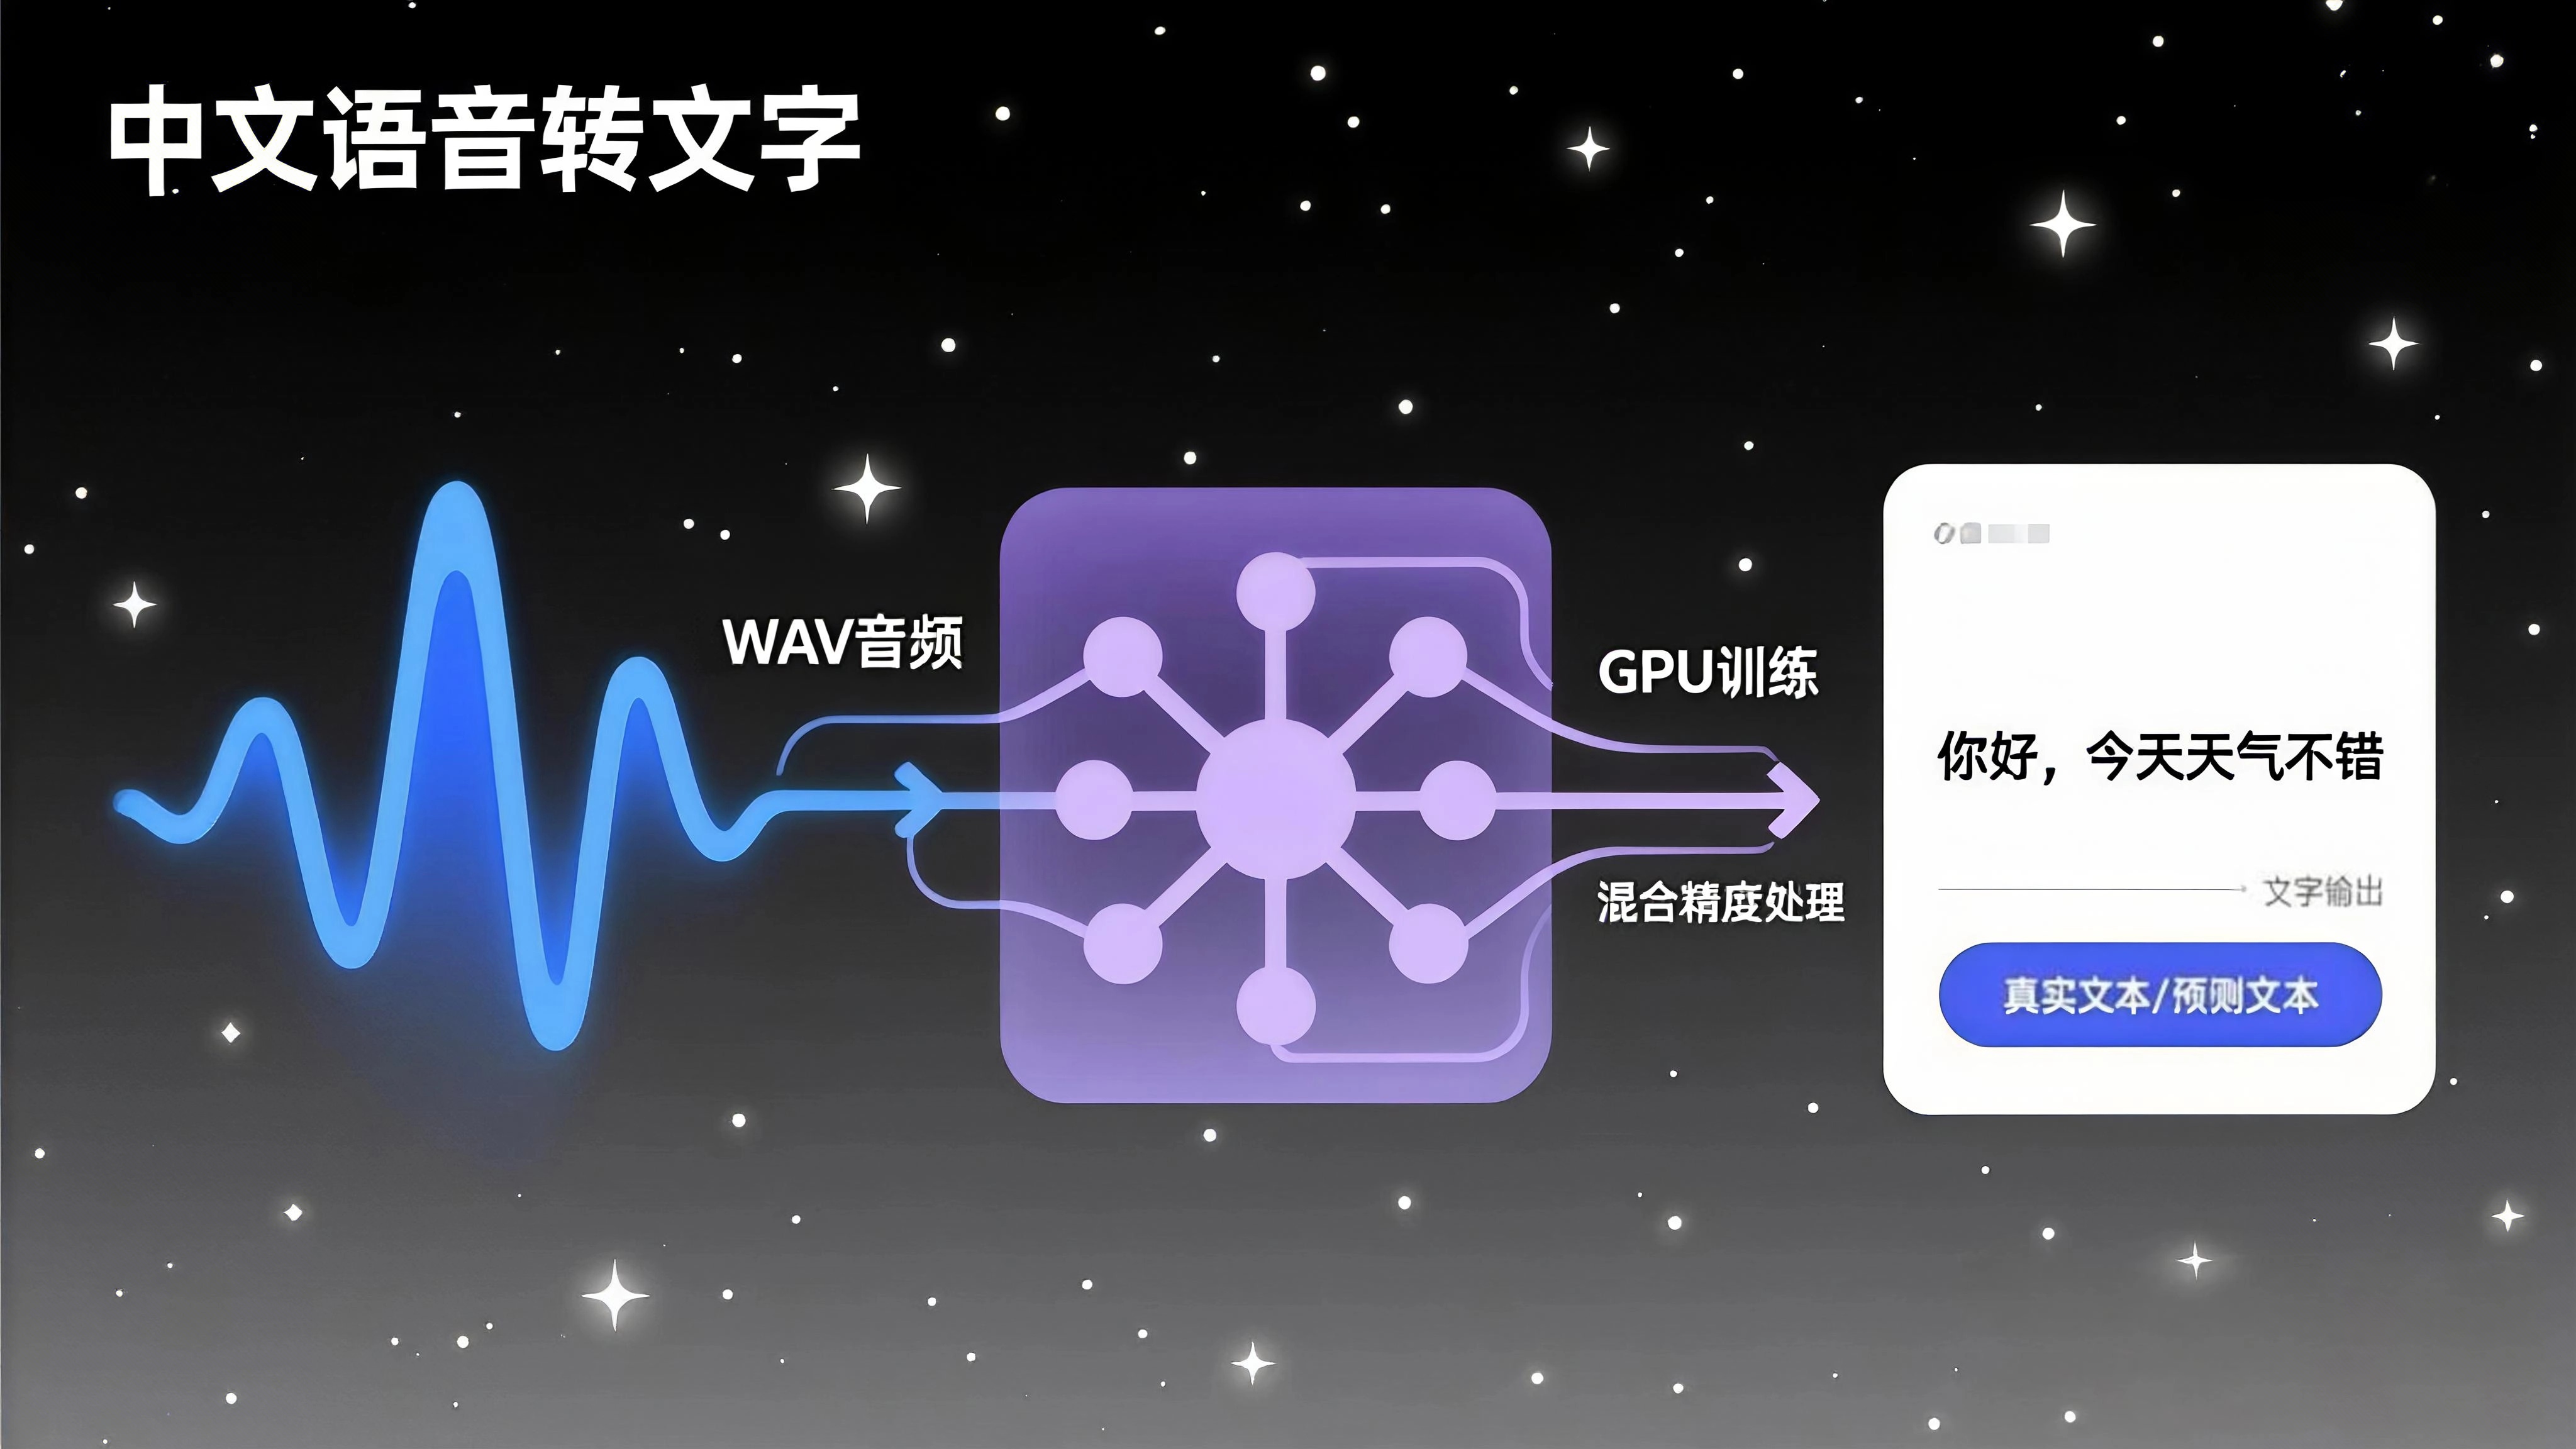 中文语音转文字
WAV音频
GPU训练
混合精度处理
你好，今天天气不错
文字输出
真实文本/预测文本